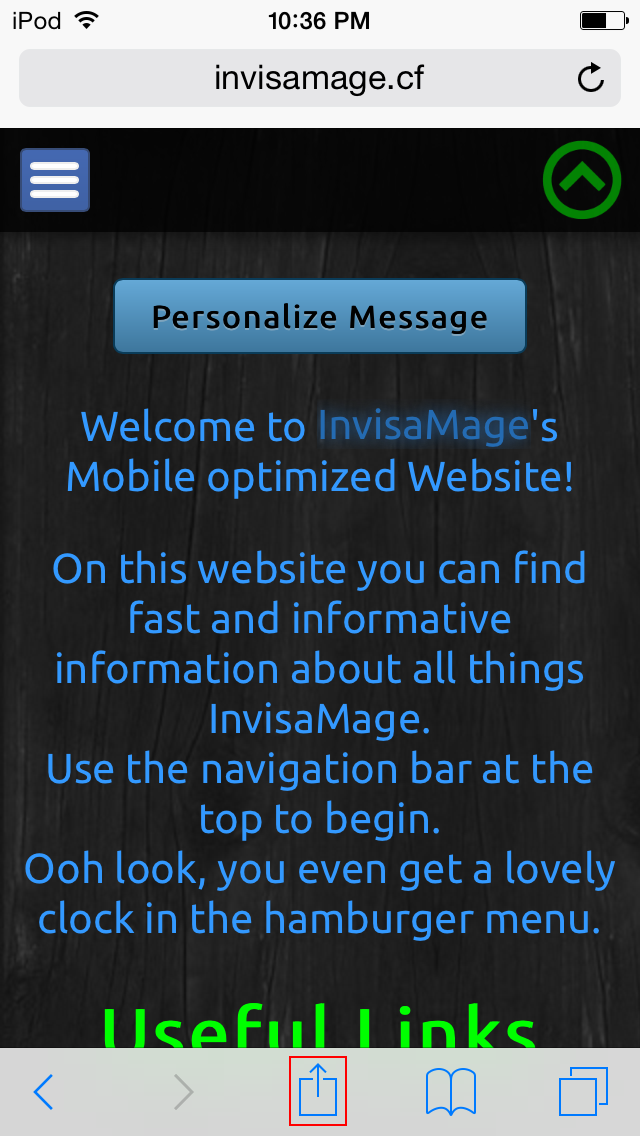 iPod 10:36 PM
invisamage.cf
Personalize Message
Welcome to InvisaMage's
Mobile optimized Website!
On this website you can find
fast and informative
information about all things
InvisaMage.
Use the navigation bar at the
top to begin.
Ooh look, you even get a lovely
clock in the hamburger menu.
Useful Links